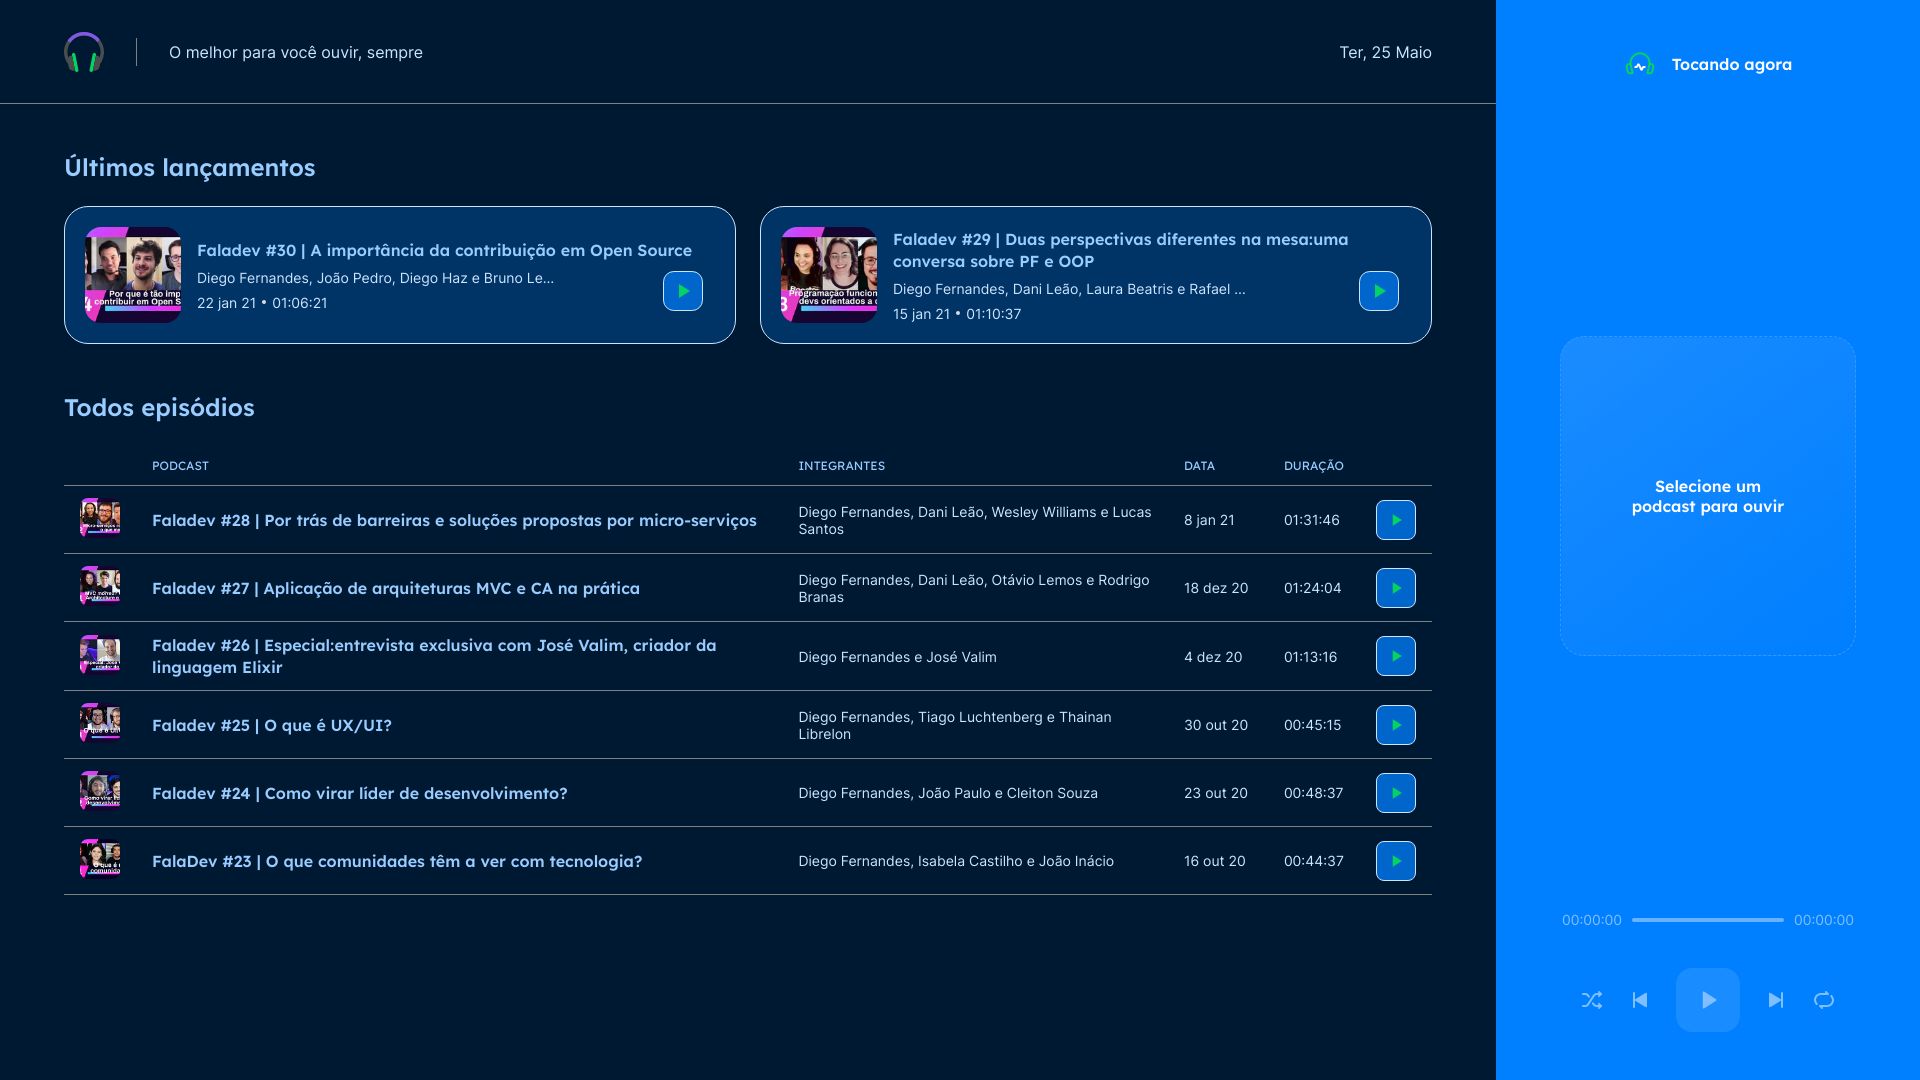 O melhor para você ouvir, sempre
Ter, 25 Maio
Tocando agora
Últimos lançamentos
Faladev #30 | A importância da contribuição em Open Source
Diego Fernandes, João Pedro, Diego Haz e Bruno Le...
22 jan 21 • 01:06:21
Por que é tão imp
contribuir em Open S
Faladev #29 | Duas perspectivas diferentes na mesa:uma
conversa sobre PF e OOP
Diego Fernandes, Dani Leão, Laura Beatris e Rafael ...
15 jan 21 • 01:10:37
Programação funcion
devs orientados a
Todos episódios
PODCAST
INTEGRANTES
DATA
DURAÇÃO
Faladev #28 | Por trás de barreiras e soluções propostas por micro-serviços
Diego Fernandes, Dani Leão, Wesley Williams e Lucas
Santos
8 jan 21
01:31:46
Faladev #27 | Aplicação de arquiteturas MVC e CA na prática
Diego Fernandes, Dani Leão, Otávio Lemos e Rodrigo
Branas
18 dez 20
01:24:04
Faladev #26 | Especial:entrevista exclusiva com José Valim, criador da
linguagem Elixir
Diego Fernandes e José Valim
4 dez 20
01:13:16
Faladev #25 | O que é UX/UI?
Diego Fernandes, Tiago Luchtenberg e Thainan
Librelon
30 out 20
00:45:15
Faladev #24 | Como virar líder de desenvolvimento?
Diego Fernandes, João Paulo e Cleiton Souza
23 out 20
00:48:37
FalaDev #23 | O que comunidades têm a ver com tecnologia?
Diego Fernandes, Isabela Castilho e João Inácio
16 out 20
00:44:37
Selecione um
podcast para ouvir
00:00:00
00:00:00